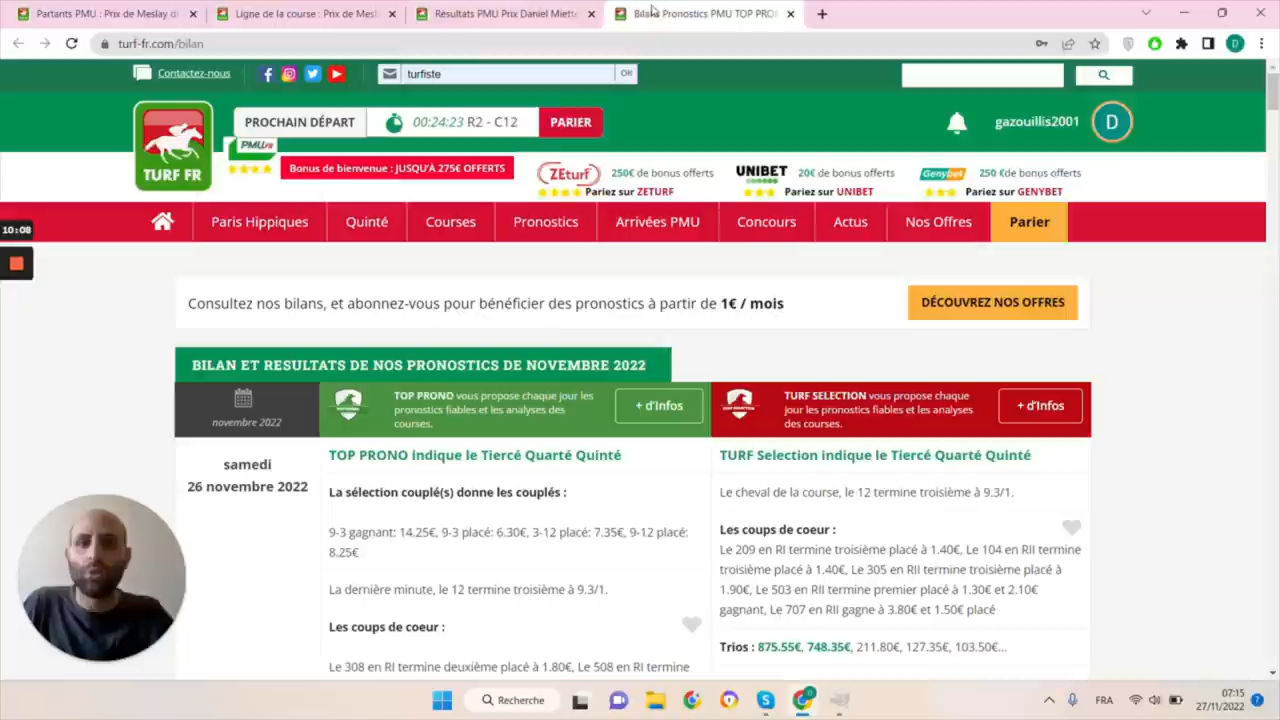 Partants PMU : Prix de Meslay d
Ligne de la course : Prix de Mesl
Résultats PMU Prix Daniel Miett
Bilan Pronostics PMU TOP PRO
turf-fr.com/bilan
D
Contactez-nous
turfiste
OK
PROCHAIN DÉPART
00:24:23 R2 - C12
PARIER
gazouillis2001
D
TURF FR
PMU.fr
Bonus de bienvenue : JUSQU'À 275€ OFFERTS
ZEturf
250€ de bonus offerts
Pariez sur ZETURF
UNIBET
20€ de bonus offerts
Pariez sur UNIBET
Genybet
250 €de bonus offerts
Pariez sur GENYBET
Paris Hippiques
Quinté
Courses
Pronostics
Arrivées PMU
Concours
Actus
Nos Offres
Parier
10:08
Consultez nos bilans, et abonnez-vous pour bénéficier des pronostics à partir de 1€ / mois
DÉCOUVREZ NOS OFFRES
BILAN ET RESULTATS DE NOS PRONOSTICS DE NOVEMBRE 2022
novembre 2022
TOP PRONO vous propose chaque jour les
pronostics fiables et les analyses des
courses.
+ d'Infos
TURF SELECTION vous propose chaque
jour les pronostics fiables et les analyses
des courses.
+ d'Infos
samedi
26 novembre 2022
TOP PRONO indique le Tiercé Quarté Quinté
La sélection couplé(s) donne les couplés :
9-3 gagnant: 14.25€, 9-3 placé: 6.30€, 3-12 placé: 7.35€, 9-12 placé:
8.25€
La dernière minute, le 12 termine troisième à 9.3/1.
Les coups de coeur :
Le 308 en RI termine deuxième placé à 1.80€, Le 508 en RI termine
TURF Selection indique le Tiercé Quarté Quinté
Le cheval de la course, le 12 termine troisième à 9.3/1.
Les coups de coeur :
Le 209 en RI termine troisième placé à 1.40€, Le 104 en RII termine
troisième placé à 1.40€, Le 305 en RII termine troisième placé à
1.90€, Le 503 en RII termine premier placé à 1.30€ et 2.10€
gagnant, Le 707 en RII gagne à 3.80€ et 1.50€ placé
Trios : 875.55€, 748.35€, 211.80€, 127.35€, 103.50€...
Recherche
FRA
07:15
27/11/2022